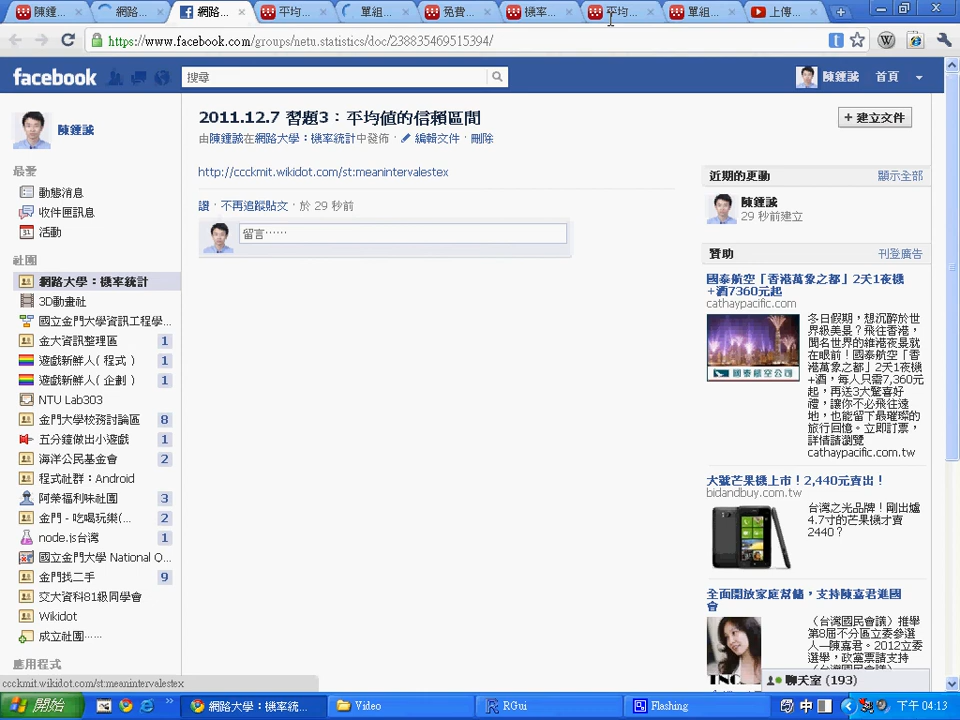 陳鍾...
網路...
網路...
平均...
單組...
免費...
機率...
平均...
單組...
上傳...
https://www.facebook.com/groups/netu.statistics/doc/238835469515394/
facebook
搜尋
陳鍾誠
首頁
陳鍾誠
最愛
動態消息
收件匣訊息
活動
社團
網路大學：機率統計
3D動畫社
國立金門大學資訊工程學...
金大資訊整理區 1
遊戲新鮮人( 程式 ) 1
遊戲新鮮人( 企劃 ) 1
NTU Lab303
金門大學校務討論區 8
五分鐘做出小遊戲 1
海洋公民基金會 2
程式社群：Android
阿榮福利味社團 3
金門 - 吃喝玩樂(... 2
node.js台灣 1
國立金門大學 National Q...
金門找二手 9
交大資科81級同學會
Wikidot
成立社團......
應用程式
2011.12.7 習題3：平均值的信賴區間
由陳鍾誠在網路大學：機率統計中發佈 · 編輯文件 · 刪除
http://ccckmit.wikidot.com/st:meanintervalestex
讚 · 不再追蹤貼文 · 於 29 秒前
留言......
+ 建立文件
近期的更動
顯示全部
陳鍾誠
29 秒前建立
贊助
刊登廣告
國泰航空「香港萬象之都」2天1夜機
+酒7360元起
cathaypacific.com
冬日假期，想沉醉於世
界級美景？飛往香港，
聞名世界的維港夜景就
在眼前！國泰航空「香
港萬象之都」2天1夜機
+酒，每人只需7,360元
起，再送3大驚喜好
禮，讓你不必飛往遠
地，也能留下最璀璨的
旅行回憶。立即訂票，
詳情請瀏覽
cathaypacific.com.tw
國泰航空公司
大號芒果機上市！2,440元賣出！
bidandbuy.com.tw
台灣之光品牌！剛出爐
4.7寸的芒果機才賣
2440？
全面開放家庭幫傭，支持陳嘉君進國
會
（台灣國民會議）推舉
第8屆不分區立委參選
人—陳嘉君。2012立委
選舉，政黨票請支持
聊天室 (193)
ccckmit.wikidot.com/st:meanintervalestex
開始
網路大學：機率統...
Video
RGui
Flashing
中
下午 04:13